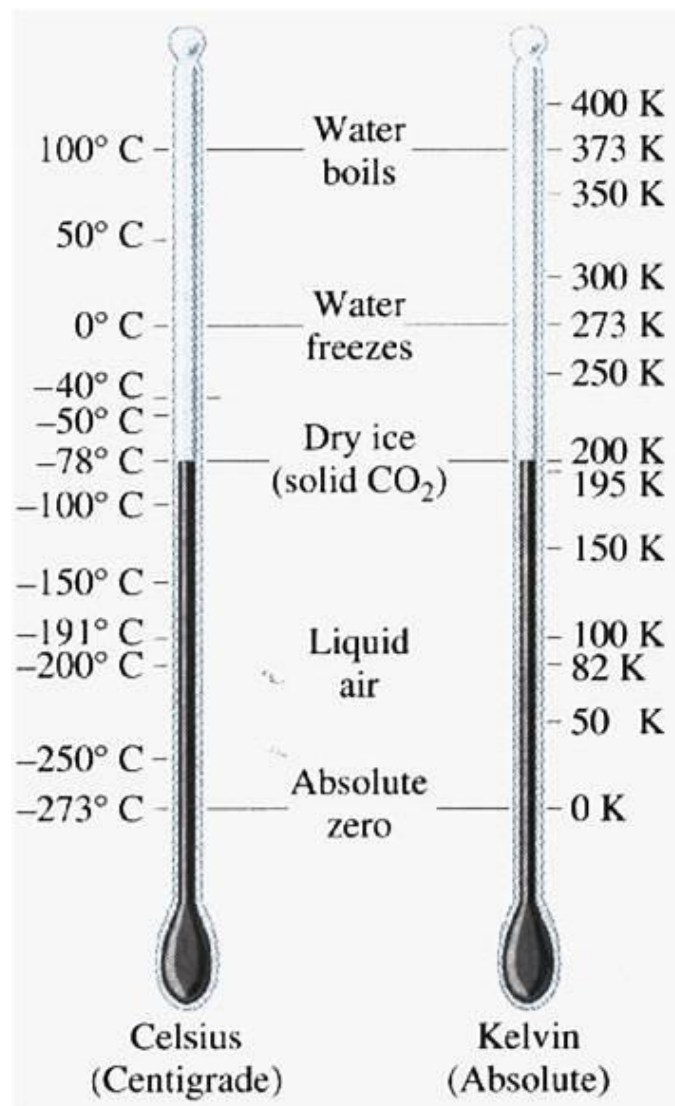 400 K
100° C
Water
boils
373 K
350 K
50° C
300 K
0° C
Water
freezes
273 K
250 K
–40° C
–50° C
–78° C
Dry ice
(solid CO₂)
200 K
195 K
–100° C
150 K
–150° C
–191° C
Liquid
air
100 K
–200° C
82 K
50 K
–250° C
–273° C
Absolute
zero
0 K
Celsius
(Centigrade)
Kelvin
(Absolute)